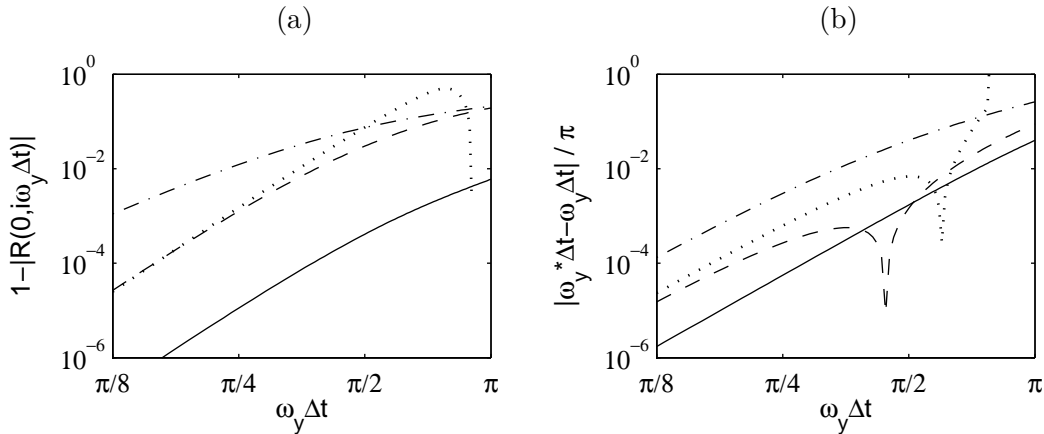 (a)
(b)
1−|R(0,iω_yΔt)|
10^0
10^−2
10^−4
10^−6
π/8
π/4
π/2
π
ω_yΔt
|ω_y^*Δt−ω_yΔt| / π
10^0
10^−2
10^−4
10^−6
π/8
π/4
π/2
π
ω_yΔt